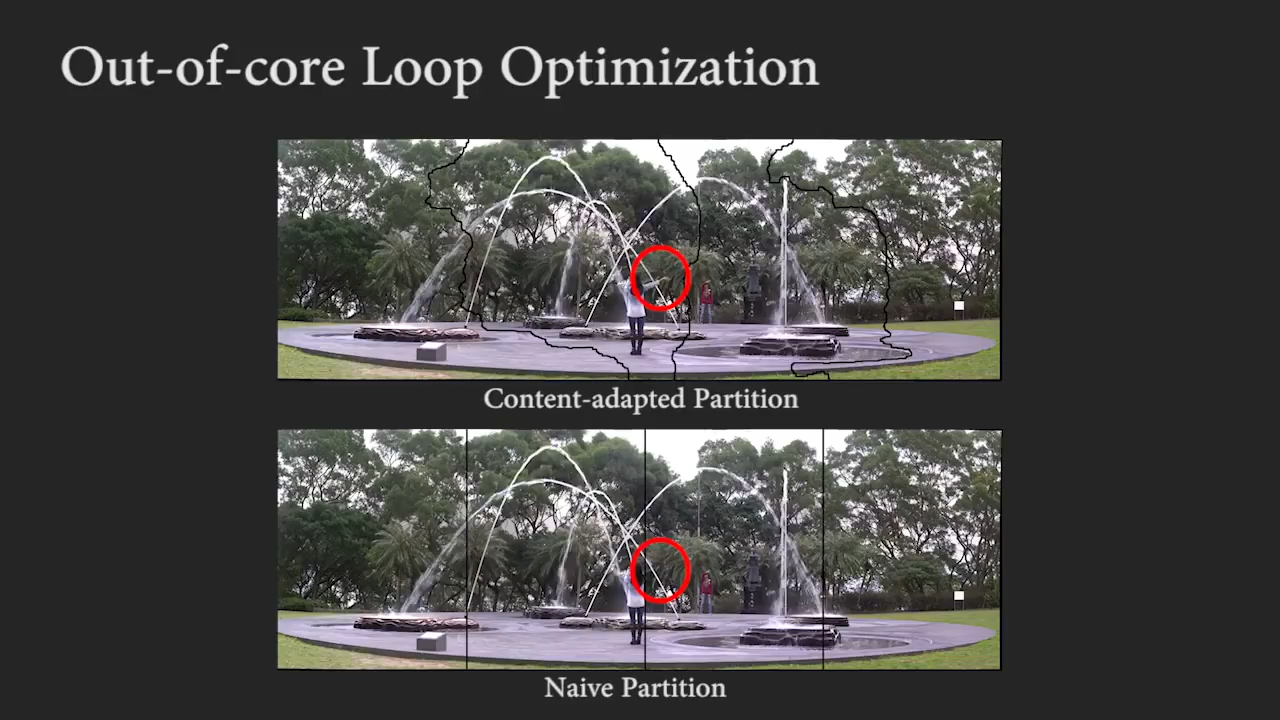 Out-of-core Loop Optimization
Content-adapted Partition
Naive Partition